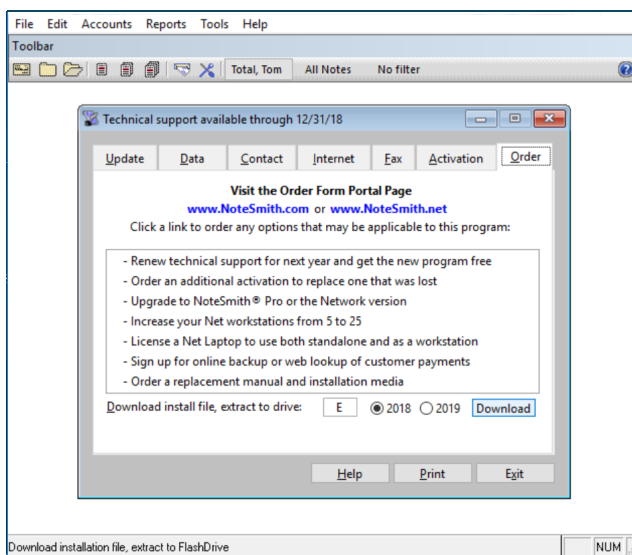 File Edit Accounts Reports Tools Help
Toolbar
Total, Tom All Notes No filter
Technical support available through 12/31/18
Update Data Contact Internet Fax Activation Order
Visit the Order Form Portal Page
www.NoteSmith.com or www.NoteSmith.net
Click a link to order any options that may be applicable to this program:
- Renew technical support for next year and get the new program free
- Order an additional activation to replace one that was lost
- Upgrade to NoteSmith® Pro or the Network version
- Increase your Net workstations from 5 to 25
- License a Net Laptop to use both standalone and as a workstation
- Sign up for online backup or web lookup of customer payments
- Order a replacement manual and installation media
Download install file, extract to drive: E 2018 2019 Download
Help Print Exit
Download installation file, extract to FlashDrive NUM